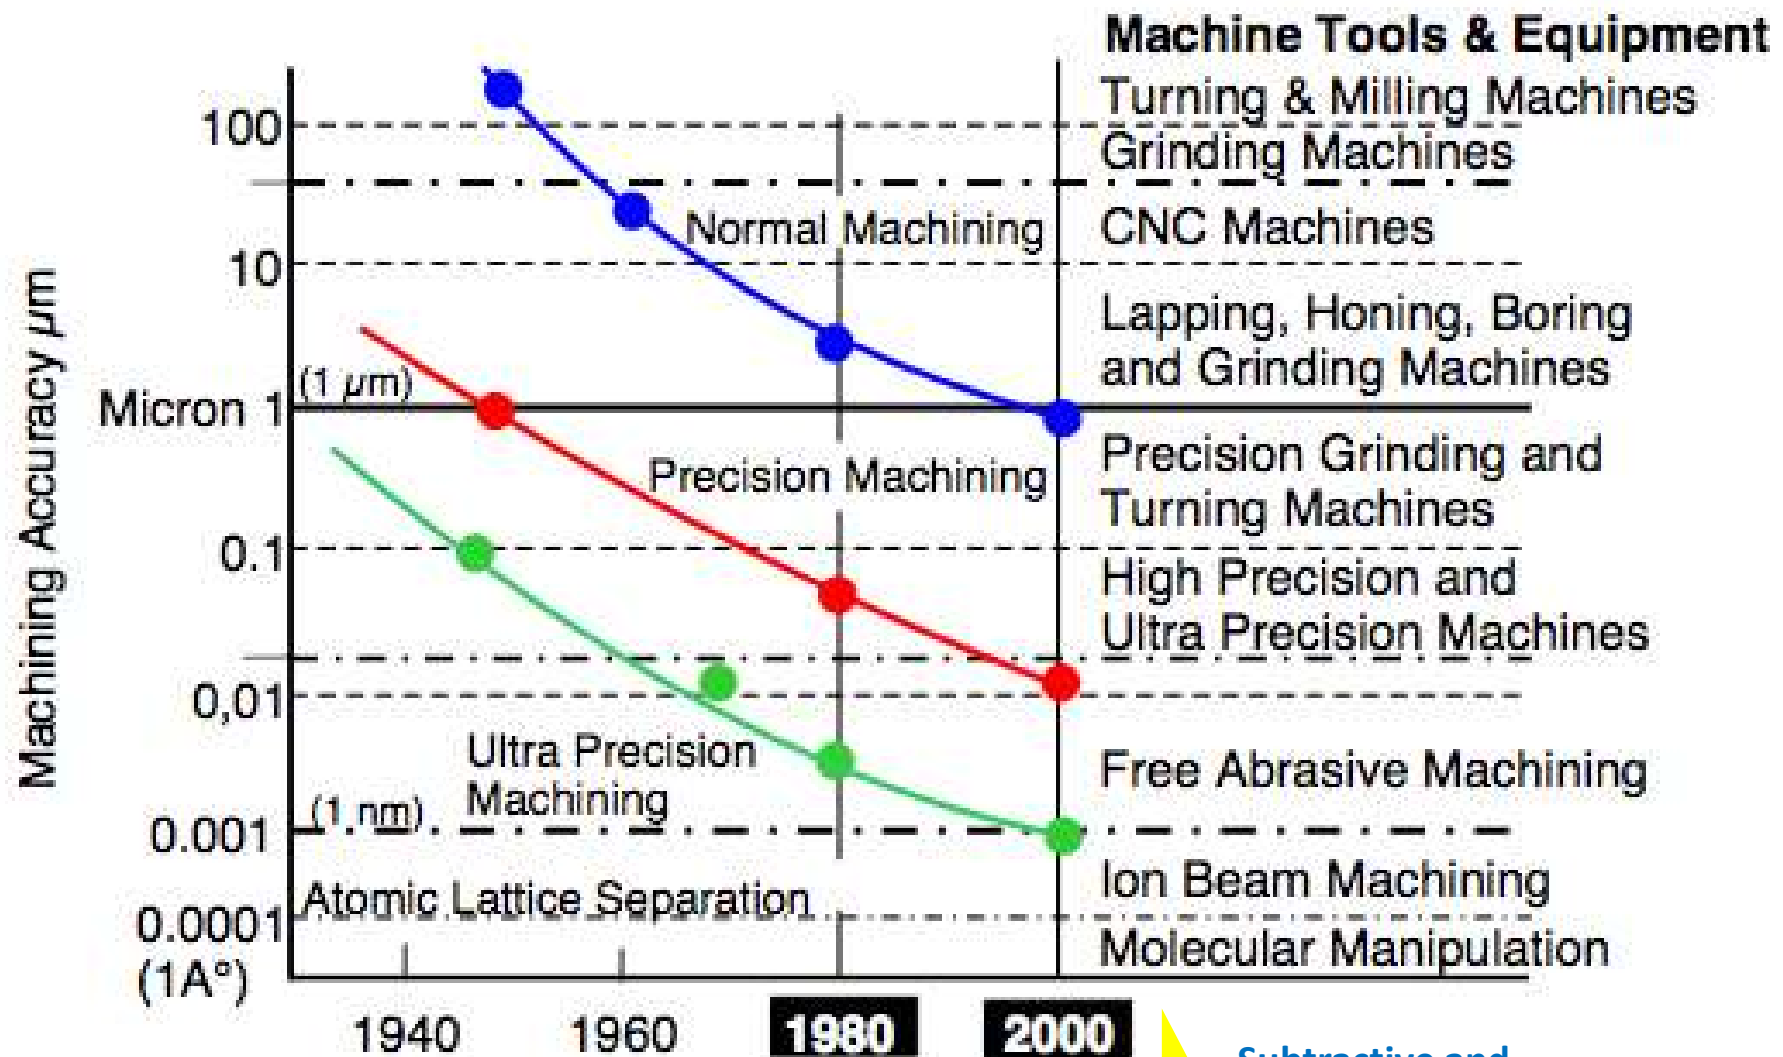 Machine Tools & Equipment
Turning & Milling Machines
100
Grinding Machines
Normal Machining
CNC Machines
10
Lapping, Honing, Boring
and Grinding Machines
Machining Accuracy µm
(1 µm)
Micron 1
Precision Machining
Precision Grinding and
Turning Machines
0.1
High Precision and
Ultra Precision Machines
0,01
Ultra Precision
Machining
Free Abrasive Machining
(1 nm)
0.001
Ion Beam Machining
Atomic Lattice Separation
0.0001
(1A°)
Molecular Manipulation
1940
1960
1980
2000
Subtractive and